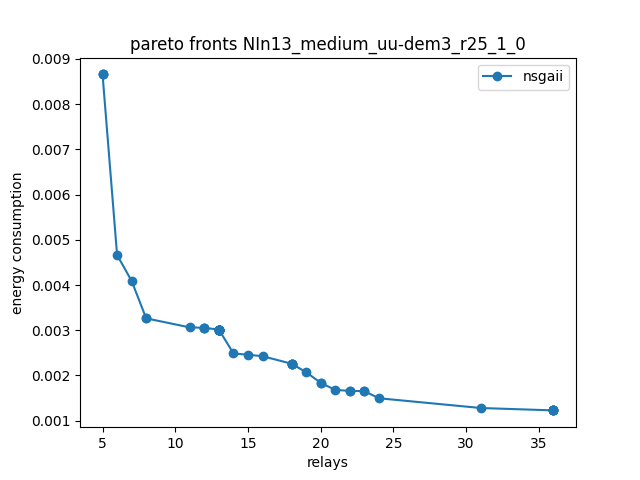 pareto fronts NIn13_medium_uu-dem3_r25_1_0
nsgaii
energy consumption
0.009
0.008
0.007
0.006
0.005
0.004
0.003
0.002
0.001
5 10 15 20 25 30 35
relays